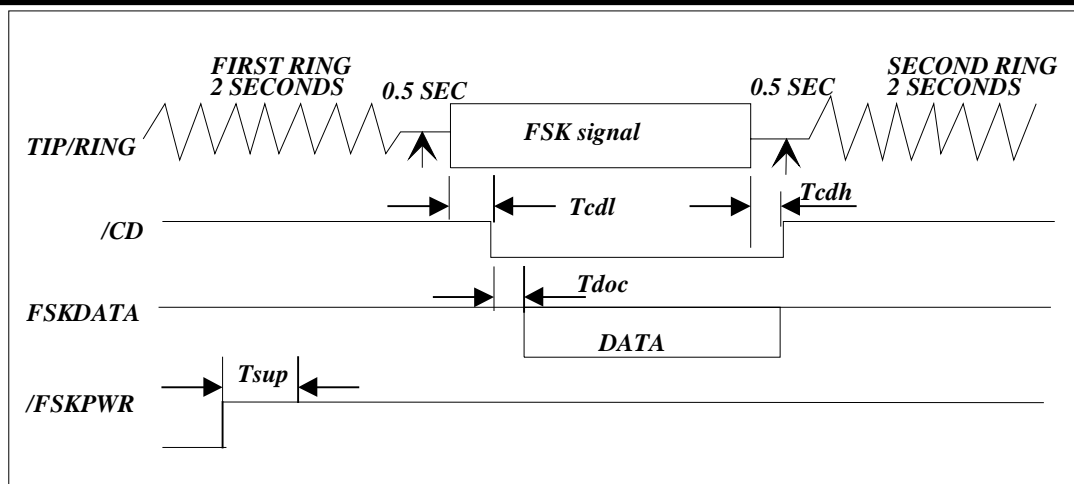 FIRST RING
2 SECONDS
0.5 SEC
0.5 SEC
SECOND RING
2 SECONDS
TIP/RING
FSK signal
Tcdl
Tcdh
/CD
Tdoc
FSKDATA
DATA
Tsup
/FSKPWR